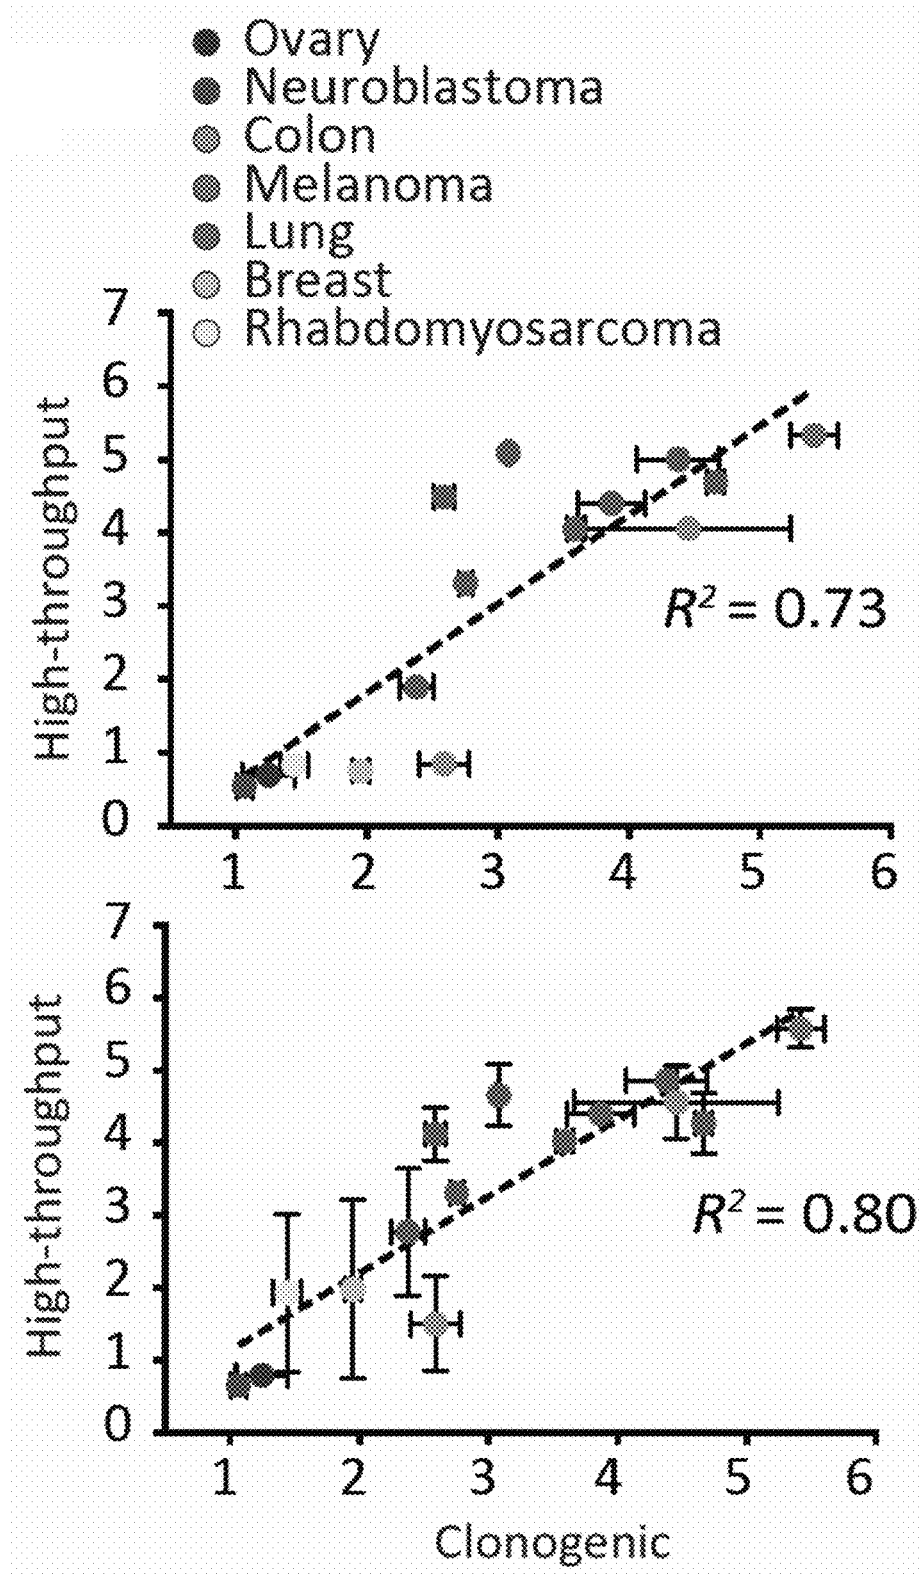 Ovary
Neuroblastoma
Colon
Melanoma
Lung
Breast
Rhabdomyosarcoma
7
6
5
4
3
2
1
0
High-throughput
R² = 0.73
1 2 3 4 5 6
7
6
5
4
3
2
1
0
High-throughput
R² = 0.80
1 2 3 4 5 6
Clonogenic